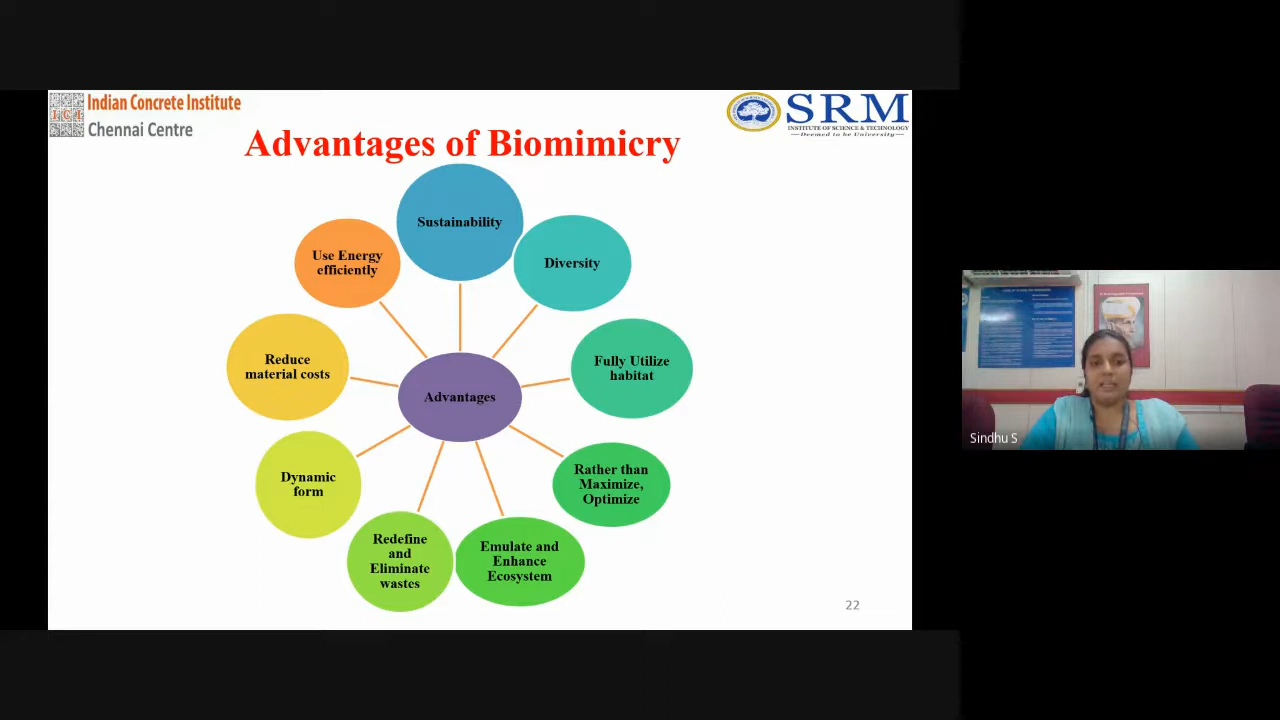 Indian Concrete Institute
Chennai Centre
ICI
SRM
INSTITUTE OF SCIENCE & TECHNOLOGY
Deemed to be University
Advantages of Biomimicry
Sustainability
Diversity
Fully Utilize
habitat
Rather than
Maximize,
Optimize
Emulate and
Enhance
Ecosystem
Redefine
and
Eliminate
wastes
Dynamic
form
Reduce
material costs
Use Energy
efficiently
Advantages
22
Sindhu S